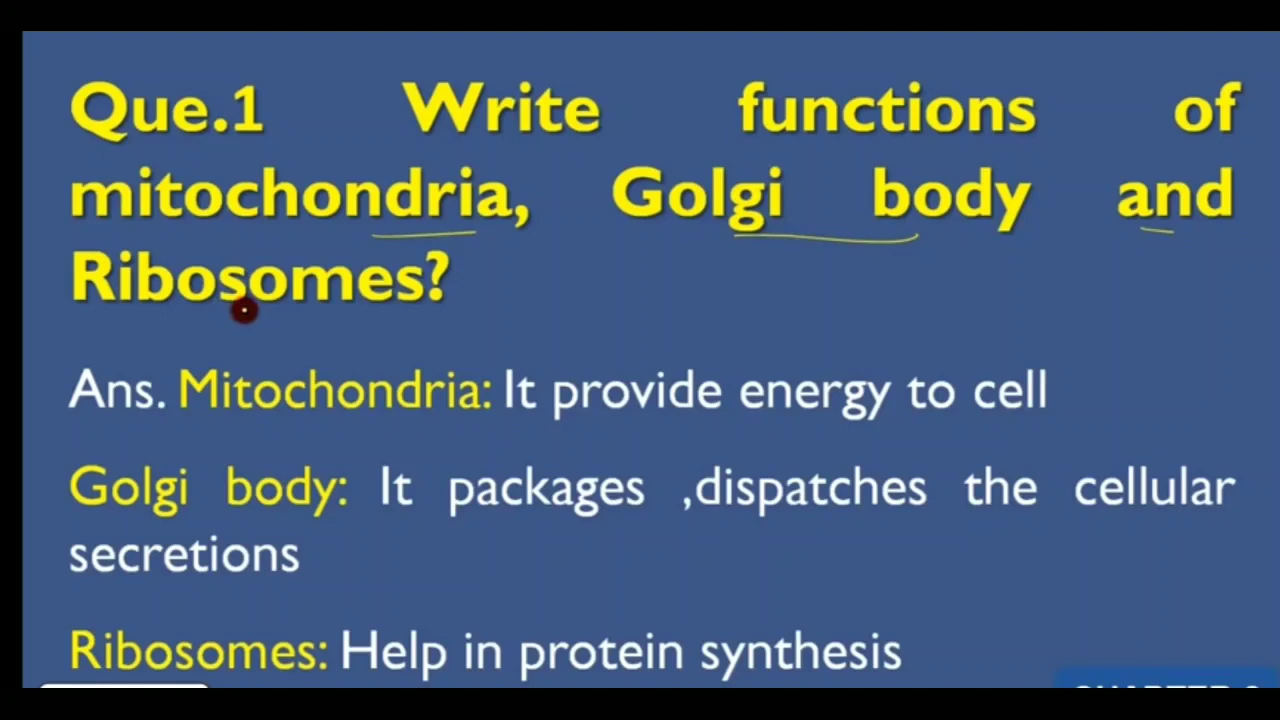 Que.1 Write functions of
mitochondria, Golgi body and
Ribosomes?
Ans. Mitochondria: It provide energy to cell
Golgi body: It packages ,dispatches the cellular
secretions
Ribosomes: Help in protein synthesis